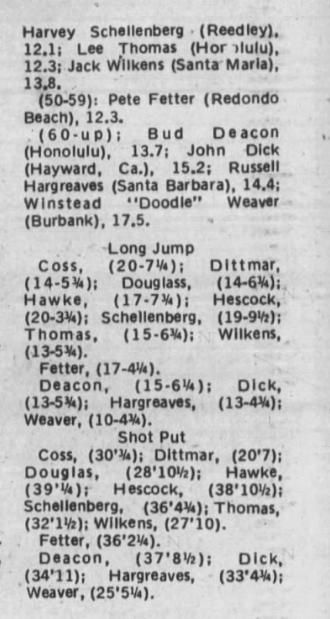 Harvey Schellenberg (Reedley),
12.1; Lee Thomas (Honolulu),
12.3; Jack Wilkens (Santa Maria),
13.8.
(50-59): Pete Fetter (Redondo
Beach), 12.3.
(60-up); Bud Deacon
(Honolulu), 13.7; John Dick
(Hayward, Ca.), 15.2; Russell
Hargreaves (Santa Barbara), 14.4;
Winstead "Doodle" Weaver
(Burbank), 17.5.
Long Jump
Coss, (20-7¼); Dittmar,
(14-5¾); Douglass, (14-6¾);
Hawke, (17-7¾); Hescock,
(20-3¾); Schellenberg, (19-9½);
Thomas, (15-6¾); Wilkens,
(13-5¾).
Fetter, (17-4¼).
Deacon, (15-6¼); Dick,
(13-5¾); Hargreaves, (13-4¾);
Weaver, (10-4¾).
Shot Put
Coss, (30'¾); Dittmar, (20'7);
Douglas, (28'10½); Hawke,
(39'¼); Hescock, (38'10½);
Schellenberg, (36'4¾); Thomas,
(32'1½); Wilkens, (27'10).
Fetter, (36'2¼).
Deacon, (37'8½); Dick,
(34'11); Hargreaves, (33'4¾);
Weaver, (25'5¼).